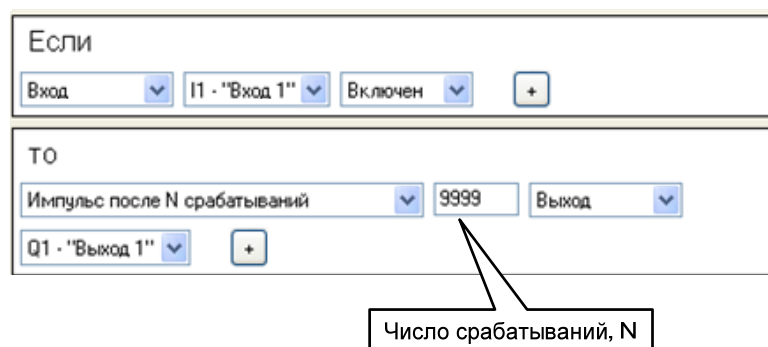 Если
Вход I1 - "Вход 1" Включен +
то
Импульс после N срабатываний 9999 Выход
Q1 - "Выход 1" +
Число срабатываний, N